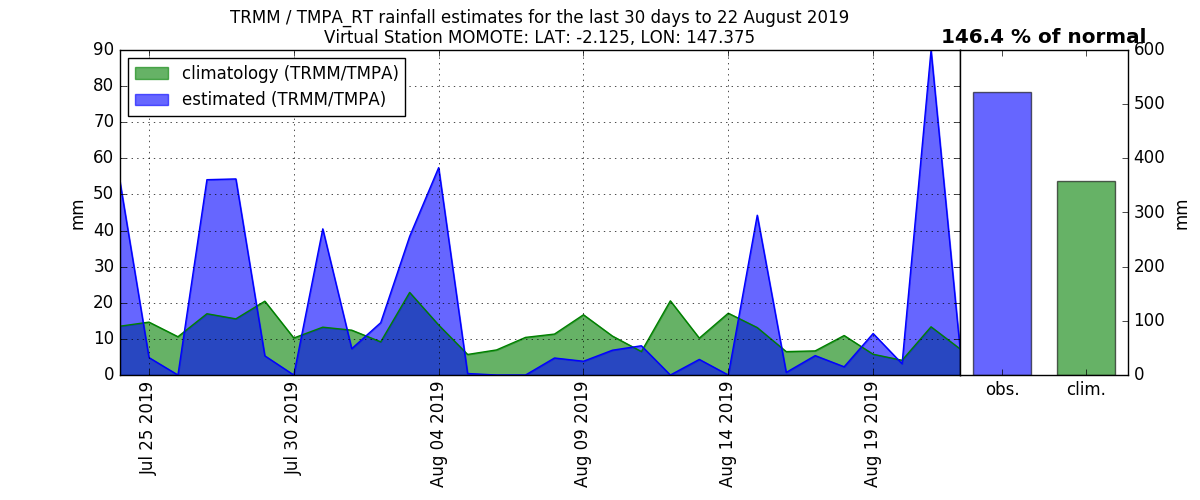 TRMM / TMPA_RT rainfall estimates for the last 30 days to 22 August 2019
Virtual Station MOMOTE: LAT: -2.125, LON: 147.375
146.4 % of normal
climatology (TRMM/TMPA)
estimated (TRMM/TMPA)
90
80
70
60
50
40
30
20
10
0
mm
Jul 25 2019
Jul 30 2019
Aug 04 2019
Aug 09 2019
Aug 14 2019
Aug 19 2019
600
500
400
300
200
100
0
mm
obs.
clim.